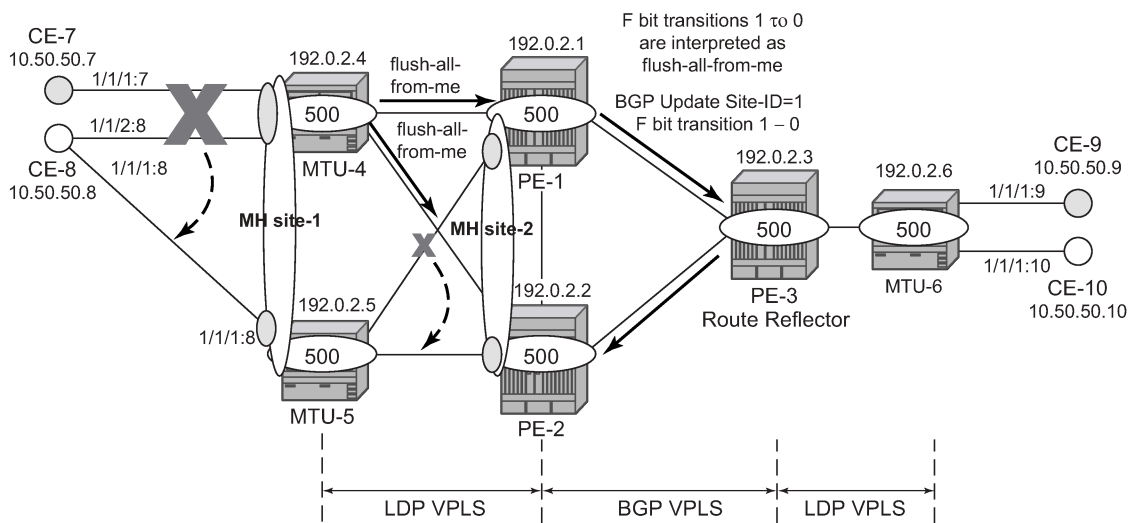 CE-7
10.50.50.7
1/1/1:7
1/1/2:8
CE-8
10.50.50.8
1/1/1:8
192.0.2.4
500
MTU-4
MH site-1
192.0.2.5
1/1/1:8
500
MTU-5
flush-all-
from-me
flush-all-
from-me
192.0.2.1
500
PE-1
MH site-2
192.0.2.2
500
PE-2
F bit transitions 1 to 0
are interpreted as
flush-all-from-me
BGP Update Site-ID=1
F bit transition 1 – 0
192.0.2.3
500
PE-3
Route Reflector
192.0.2.6
500
MTU-6
1/1/1:9
1/1/1:10
CE-9
10.50.50.9
CE-10
10.50.50.10
LDP VPLS
BGP VPLS
LDP VPLS